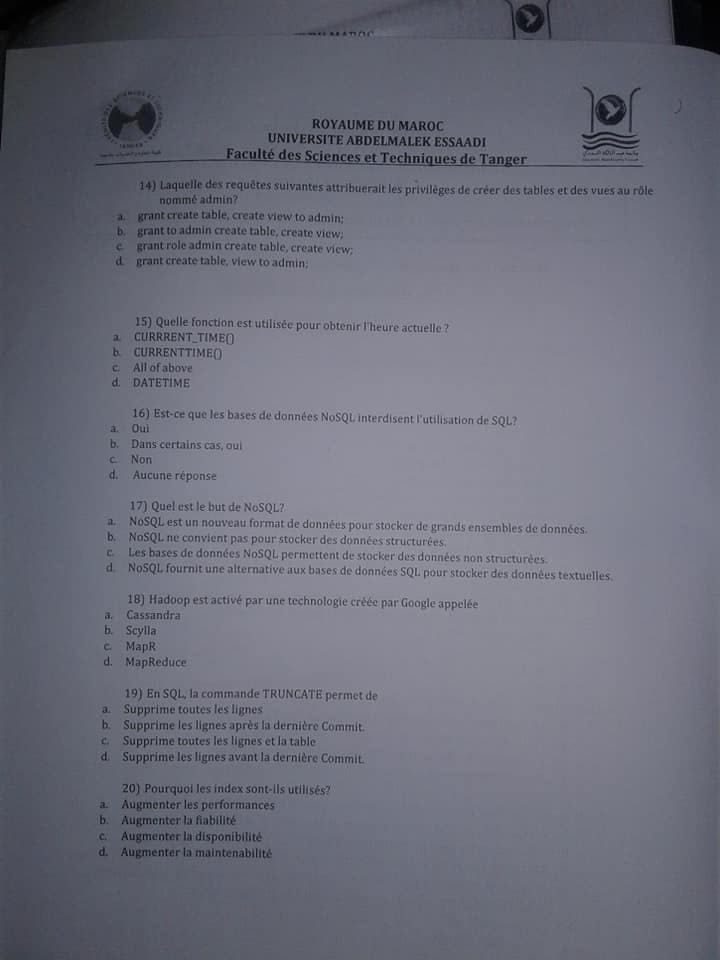 ROYAUME DU MAROC
UNIVERSITE ABDELMALEK ESSAADI
Faculté des Sciences et Techniques de Tanger
14) Laquelle des requêtes suivantes attribuerait les privilèges de créer des tables et des vues au rôle
nommé admin?
a. grant create table, create view to admin;
b. grant to admin create table, create view;
c. grant role admin create table, create view;
d. grant create table, view to admin;
15) Quelle fonction est utilisée pour obtenir l'heure actuelle ?
a. CURRRENT_TIME()
b. CURRENTTIME()
c. All of above
d. DATETIME
16) Est-ce que les bases de données NoSQL interdisent l'utilisation de SQL?
a. Oui
b. Dans certains cas, oui
c. Non
d. Aucune réponse
17) Quel est le but de NoSQL?
a. NoSQL est un nouveau format de données pour stocker de grands ensembles de données.
b. NoSQL ne convient pas pour stocker des données structurées.
c. Les bases de données NoSQL permettent de stocker des données non structurées.
d. NoSQL fournit une alternative aux bases de données SQL pour stocker des données textuelles.
18) Hadoop est activé par une technologie créée par Google appelée
a. Cassandra
b. Scylla
c. MapR
d. MapReduce
19) En SQL, la commande TRUNCATE permet de
a. Supprime toutes les lignes
b. Supprime les lignes après la dernière Commit.
c. Supprime toutes les lignes et la table
d. Supprime les lignes avant la dernière Commit.
20) Pourquoi les index sont-ils utilisés?
a. Augmenter les performances
b. Augmenter la fiabilité
c. Augmenter la disponibilité
d. Augmenter la maintenabilité